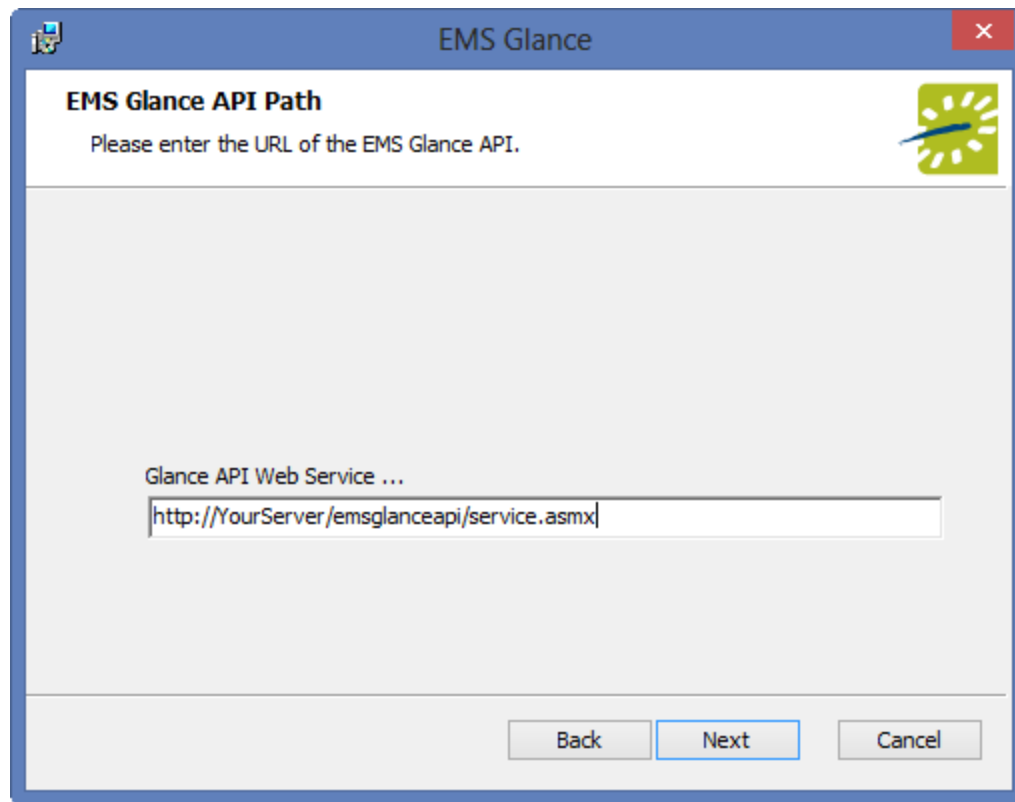 EMS Glance
EMS Glance API Path
Please enter the URL of the EMS Glance API.
Glance API Web Service ...
http://YourServer/emsglanceapi/service.asmx
Back Next Cancel